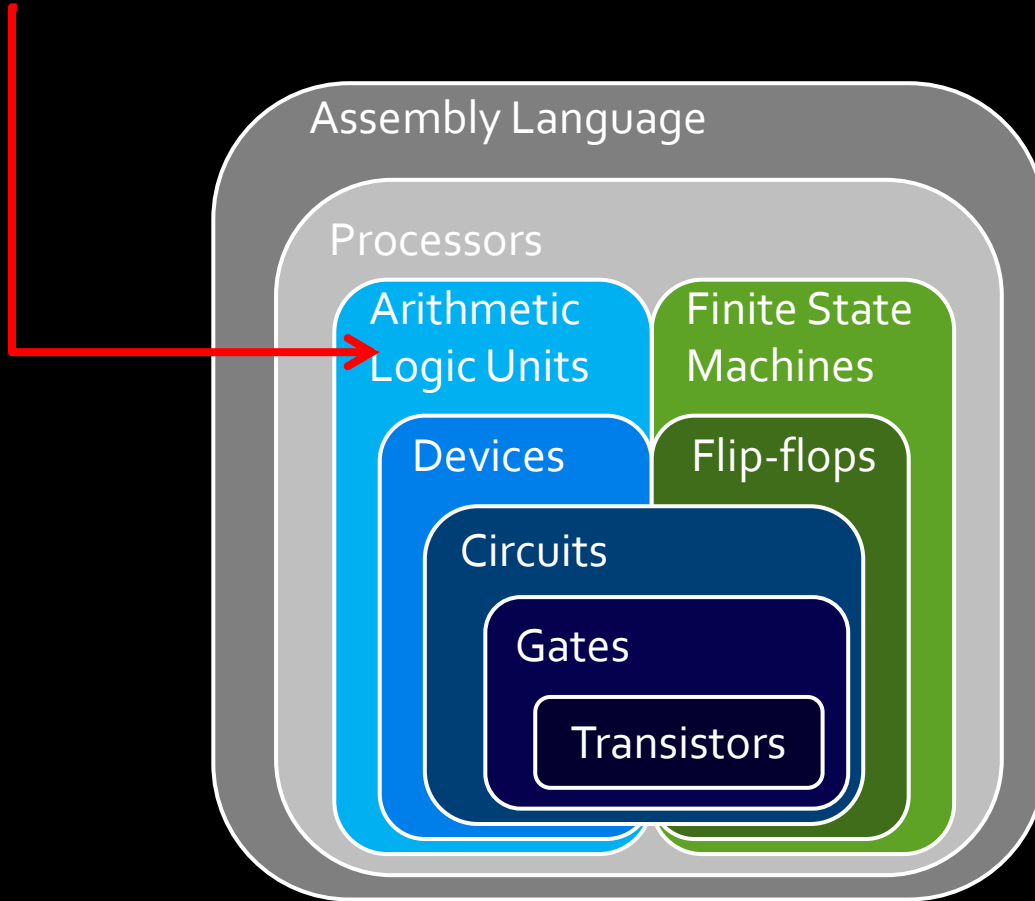 Assembly Language
Processors
Arithmetic
Logic Units
Finite State
Machines
Devices
Flip-flops
Circuits
Gates
Transistors